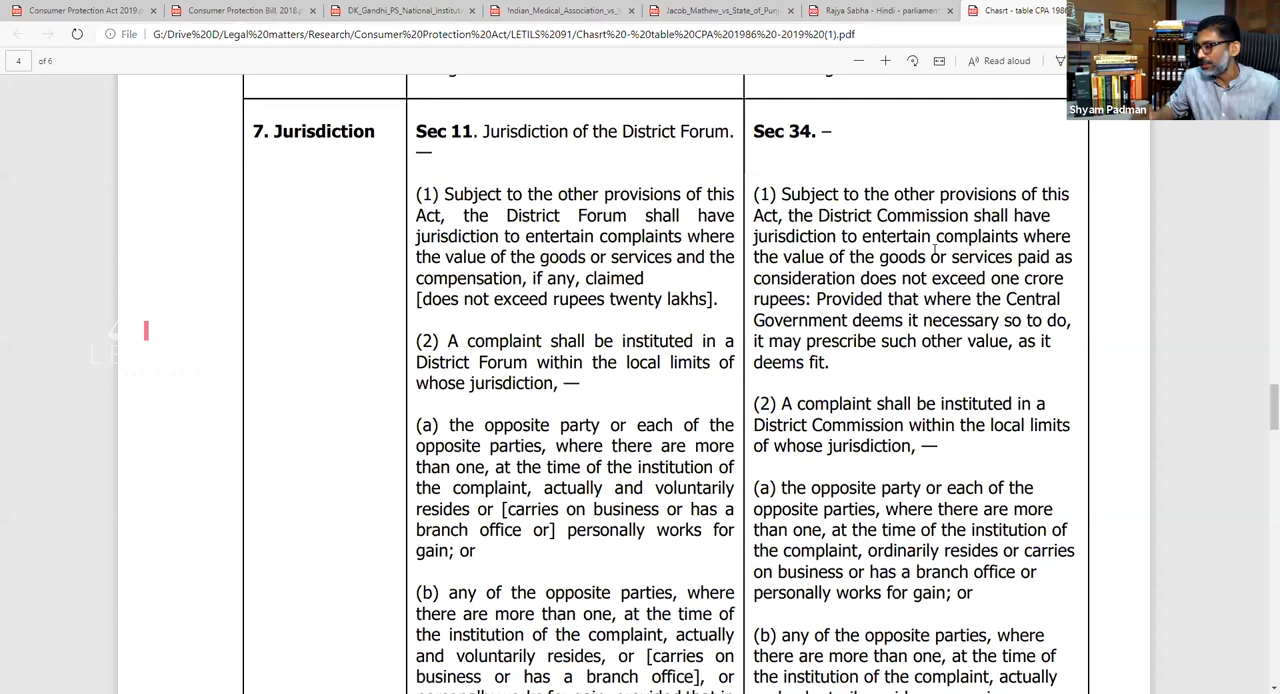 Consumer Protection Act 2019.p
Consumer Protection Bill, 2018.pd
DK_Gandhi_PS_National_Institut
Indian_Medical_Association_vs_V
Jacob_Mathew_vs_State_of_Pun
Rajya Sabha - Hindi - parliamen
Chasrt - table CPA 1986
File
G:/Drive%20D/Legal%20matters/Research/Consumer%20Protection%20Act/LETILS%2091/Chasrt%20-%20table%20CPA%201986%20-2019%20(1).pdf
4 of 6
Read aloud
Shyam Padman
7. Jurisdiction
Sec 11. Jurisdiction of the District Forum.
—
(1) Subject to the other provisions of this
Act, the District Forum shall have
jurisdiction to entertain complaints where
the value of the goods or services and the
compensation, if any, claimed
[does not exceed rupees twenty lakhs].
(2) A complaint shall be instituted in a
District Forum within the local limits of
whose jurisdiction, —
(a) the opposite party or each of the
opposite parties, where there are more
than one, at the time of the institution of
the complaint, actually and voluntarily
resides or [carries on business or has a
branch office or] personally works for
gain; or
(b) any of the opposite parties, where
there are more than one, at the time of
the institution of the complaint, actually
and voluntarily resides, or [carries on
business or has a branch office], or
personally works for gain, provided that in
Sec 34. –
(1) Subject to the other provisions of this
Act, the District Commission shall have
jurisdiction to entertain complaints where
the value of the goods or services paid as
consideration does not exceed one crore
rupees: Provided that where the Central
Government deems it necessary so to do,
it may prescribe such other value, as it
deems fit.
(2) A complaint shall be instituted in a
District Commission within the local limits
of whose jurisdiction, —
(a) the opposite party or each of the
opposite parties, where there are more
than one, at the time of the institution of
the complaint, ordinarily resides or carries
on business or has a branch office or
personally works for gain; or
(b) any of the opposite parties, where
there are more than one, at the time of
the institution of the complaint, actually